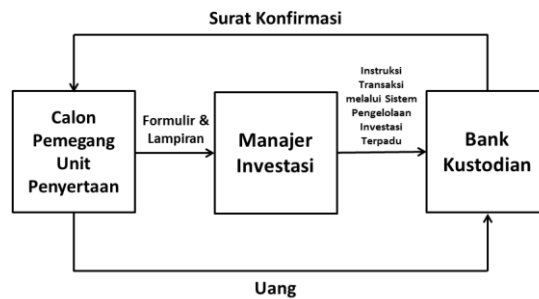 Surat Konfirmasi
Calon
Pemegang
Unit
Penyertaan
Formulir &
Lampiran
Manajer
Investasi
Instruksi
Transaksi
melalui Sistem
Pengelolaan
Investasi
Terpadu
Bank
Kustodian
Uang